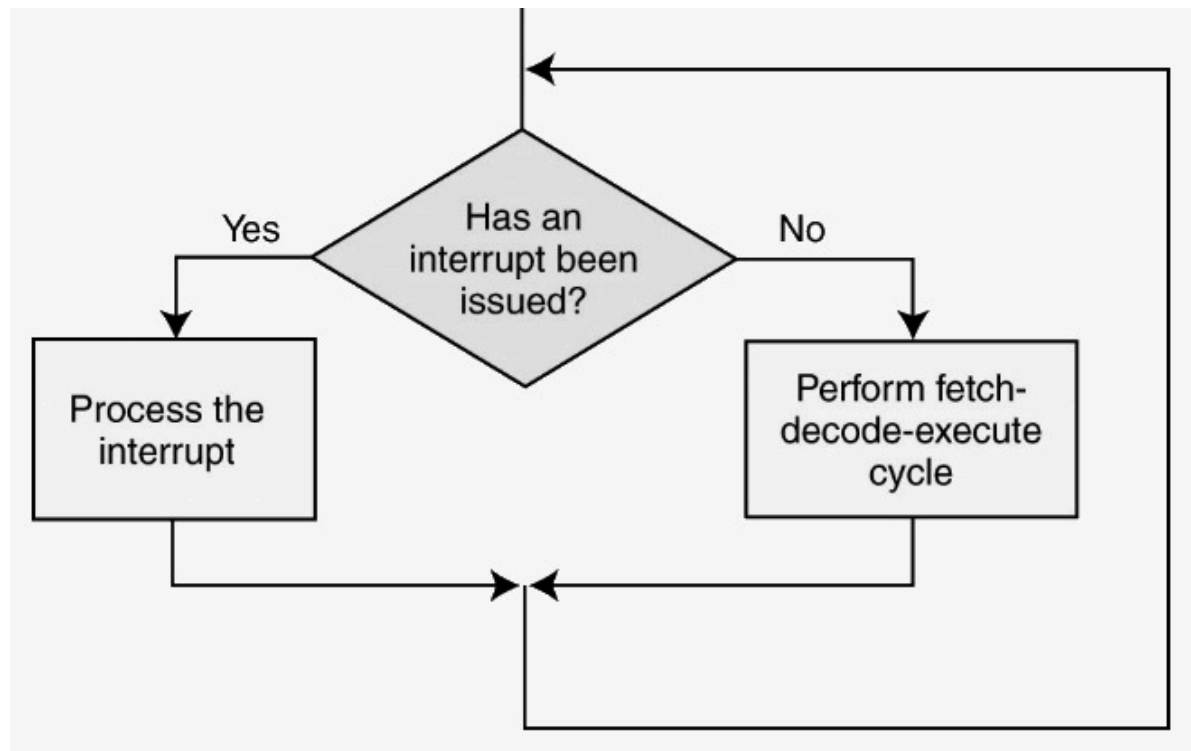 Has an
interrupt been
issued?
Yes
No
Process the
interrupt
Perform fetch-
decode-execute
cycle